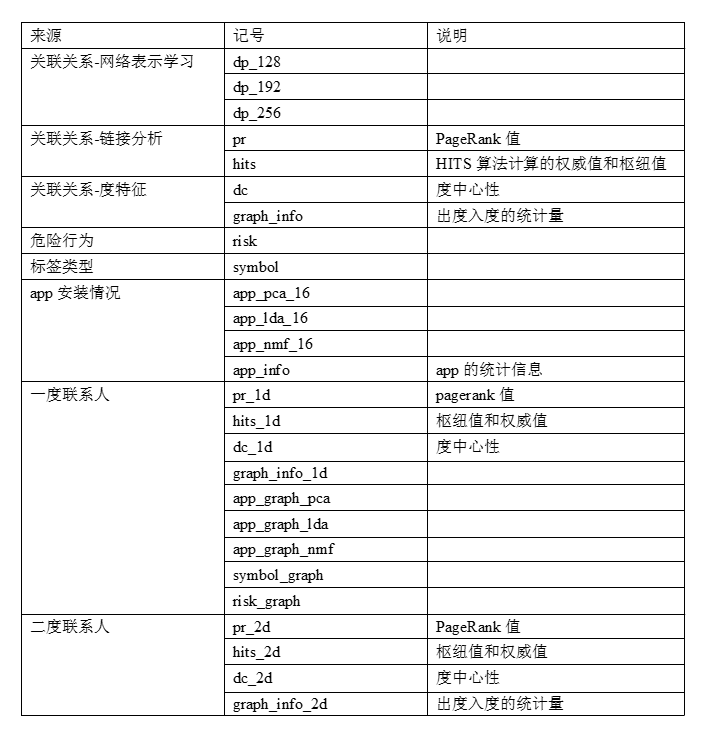 来源 记号 说明
关联关系-网络表示学习 dp_128
dp_192
dp_256
关联关系-链接分析 pr PageRank 值
hits HITS 算法计算的权威值和枢纽值
关联关系-度特征 dc 度中心性
graph_info 出度入度的统计量
危险行为 risk
标签类型 symbol
app 安装情况 app_pca_16
app_lda_16
app_nmf_16
app_info app 的统计信息
一度联系人 pr_1d pagerank 值
hits_1d 枢纽值和权威值
dc_1d 度中心性
graph_info_1d
app_graph_pca
app_graph_lda
app_graph_nmf
symbol_graph
risk_graph
二度联系人 pr_2d PageRank 值
hits_2d 枢纽值和权威值
dc_2d 度中心性
graph_info_2d 出度入度的统计量